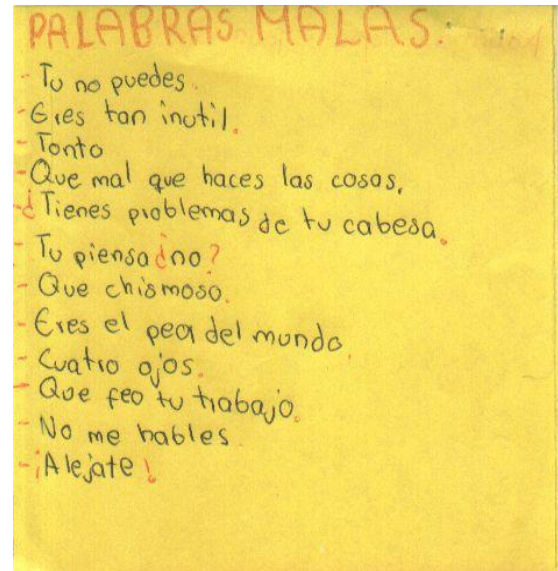 PALABRAS MALAS.
- Tu no puedes.
- Eres tan inutil.
- Tonto
- Que mal que haces las cosas.
- ¿Tienes problemas de tu cabesa.
- Tu piensa ¿no?
- Que chismoso.
- Eres el peor del mundo.
- Cuatro ojos.
- Que feo tu trabajo.
- No me hables.
- ¡Alejate!